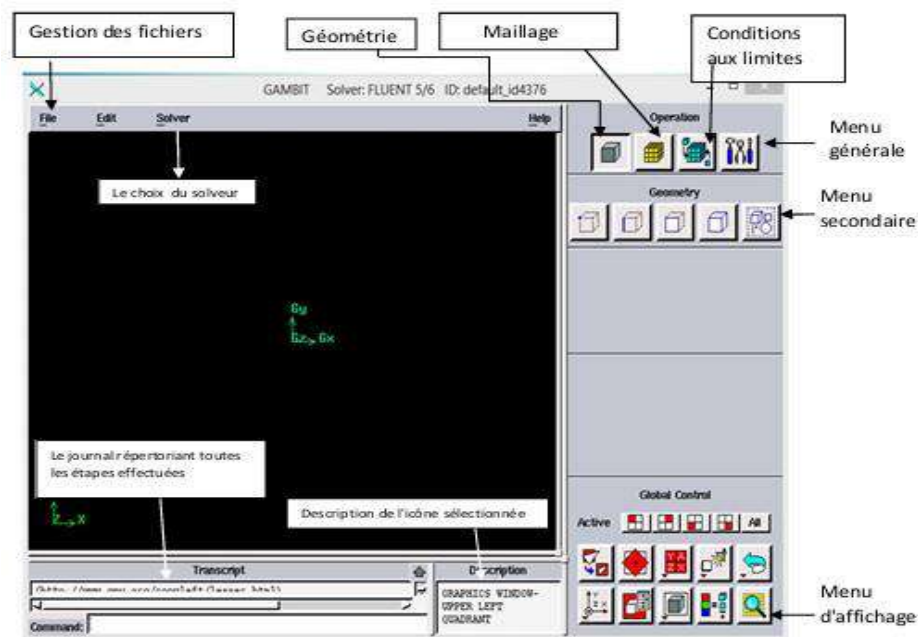 Gestion des fichiers
Géométrie
Maillage
Conditions
aux limites
GAMBIT Solver: FLUENT 5/6 ID: default_id4376
File Edit Solver Help
Operation
Menu
générale
Le choix du solveur
Geometry
Menu
secondaire
Gy
Gz Gx
Le journal répertoriant toutes
les étapes effectuées
Z X
Description de l'icône sélectionnée
Global Control
Active All
Transcript
Description
GRAPHICS WINDOW-
UPPER LEFT
QUADRANT
Command:
Menu
d'affichage